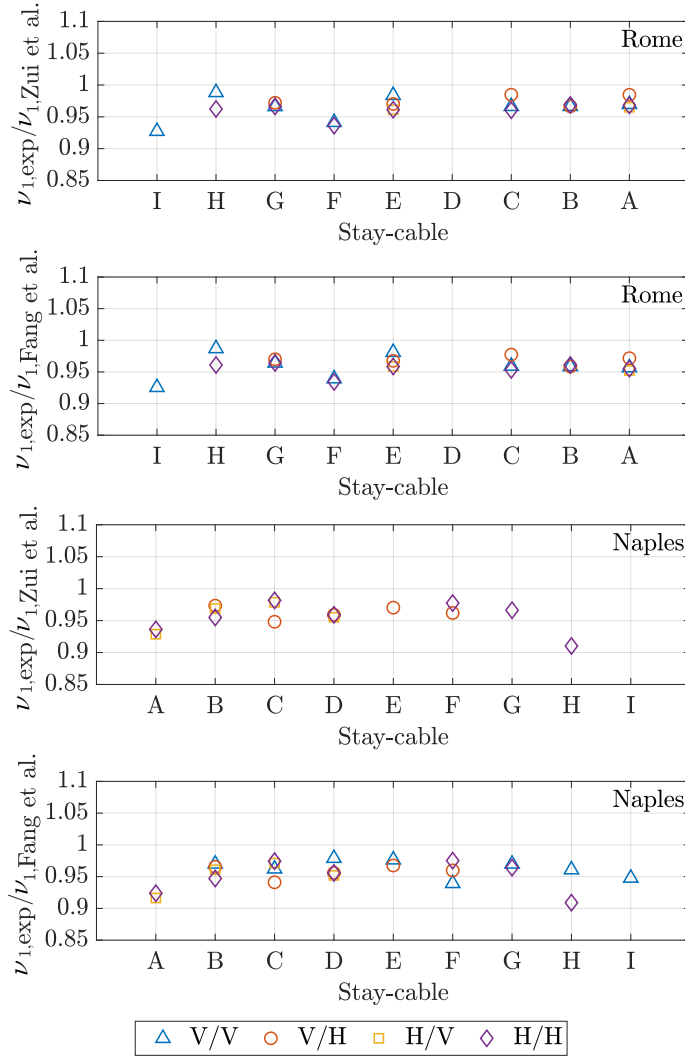 1.1
Rome
1.05
1
0.95
0.9
0.85
ν1,exp/ν1,Zui et al.
I H G F E D C B A
Stay-cable
1.1
Rome
1.05
1
0.95
0.9
0.85
ν1,exp/ν1,Fang et al.
I H G F E D C B A
Stay-cable
1.1
Naples
1.05
1
0.95
0.9
0.85
ν1,exp/ν1,Zui et al.
A B C D E F G H I
Stay-cable
1.1
Naples
1.05
1
0.95
0.9
0.85
ν1,exp/ν1,Fang et al.
A B C D E F G H I
Stay-cable
V/V V/H H/V H/H